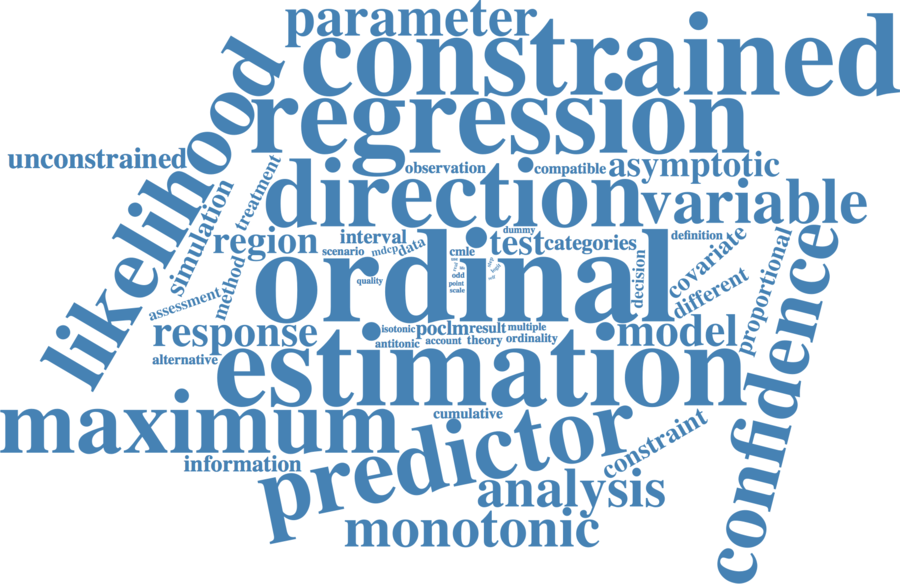 parameter
constrained
regression
likelihood
unconstrained
observation
compatible
asymptotic
treatment
direction
variable
simulation
region
interval
dummy
test
categories
definition
scenario
mdcp
data
cmle
covariate
proportional
confidence
method
assessment
ordinal
quality
odd
point
scale
decision
different
response
isotonic
poclm
result
multiple
model
antitonic
account
theory
ordinality
alternative
estimation
maximum
cumulative
predictor
constraint
information
analysis
monotonic